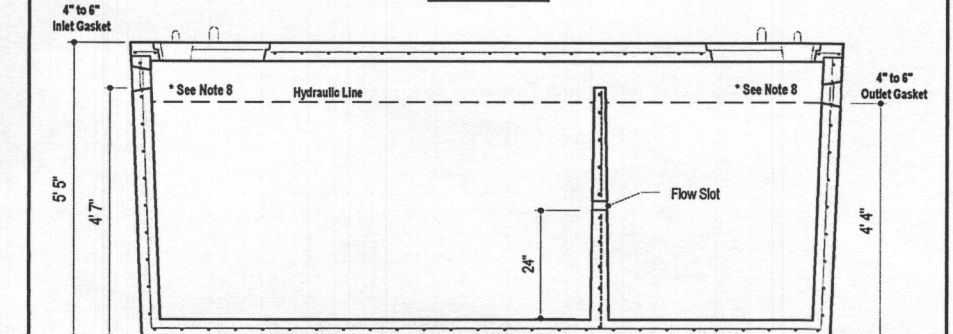 4" to 6"
Inlet Gasket
* See Note 8
Hydraulic Line
* See Note 8
4" to 6"
Outlet Gasket
5' 5"
4' 7"
Flow Slot
4' 4"
24"